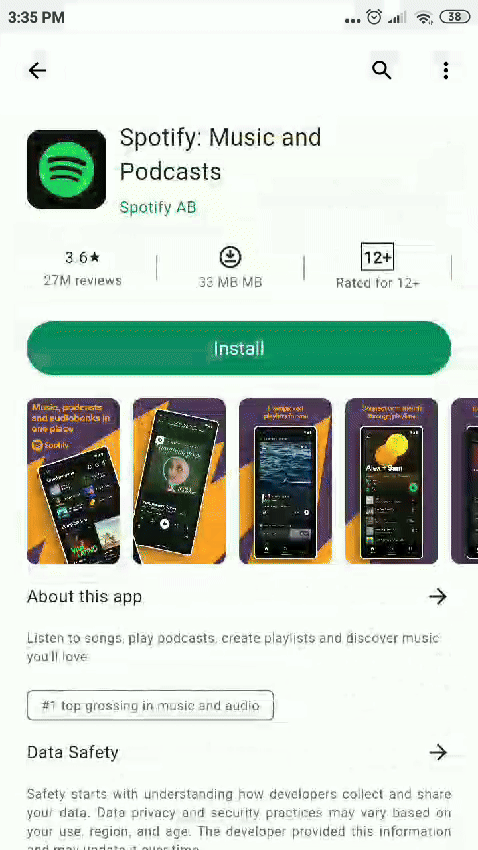 3:35 PM
38
Spotify: Music and
Podcasts
Spotify AB
3.6★
27M reviews
33 MB MB
12+
Rated for 12+
Install
Music, podcasts
and audiobooks in
one place
Spotify
Alex + Sam
About this app
Listen to songs, play podcasts, create playlists and discover music
you'll love
#1 top grossing in music and audio
Data Safety
Safety starts with understanding how developers collect and share
your data. Data privacy and security practices may vary based on
your use, region, and age. The developer provided this information
and may update it over time.